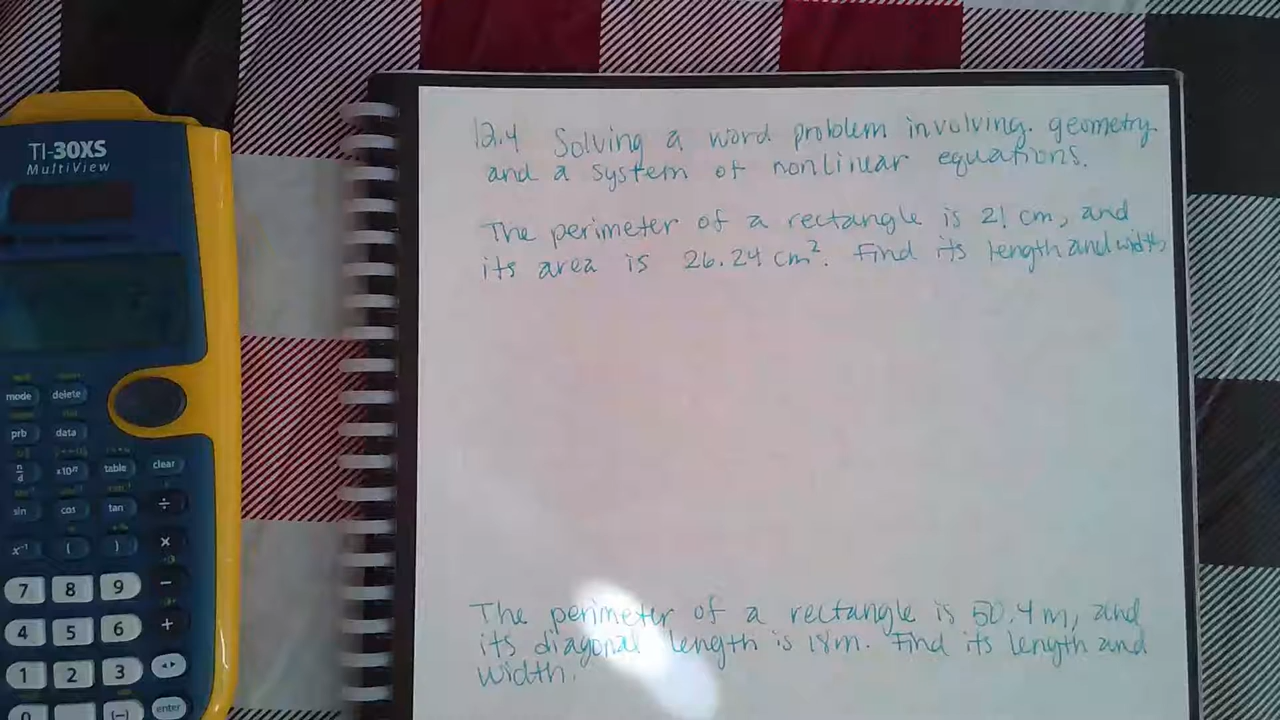 TI-30XS
MultiView
mode
delete
prb
data
n/d
x10ⁿ
table
clear
sin
cos
tan
÷
x⁻¹
(
)
×
7
8
9
−
4
5
6
+
1
2
3
0
(−)
enter
12.4 Solving a word problem involving. geometry
and a system of nonlinear equations.
The perimeter of a rectangle is 21 cm, and
its area is 26.24 cm². Find its length and width.
The perimeter of a rectangle is 50.4 m, and
its diagonal length is 18m. Find its length and
width.